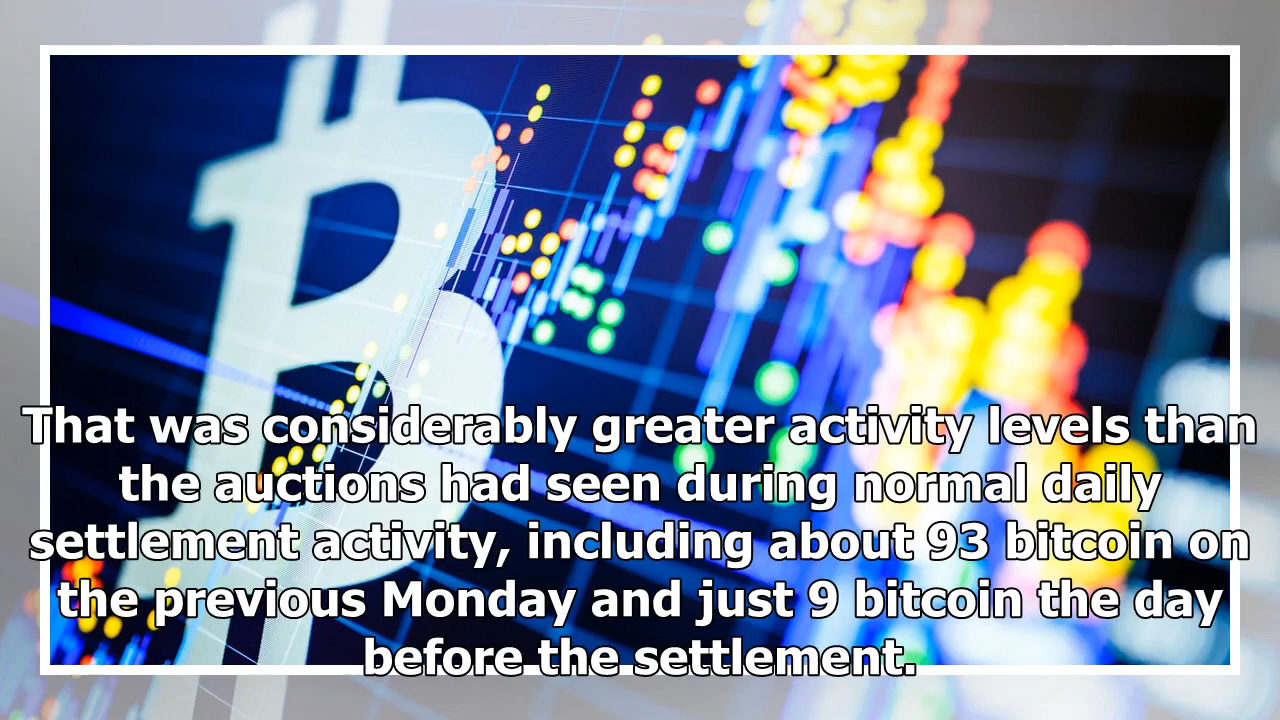 That was considerably greater activity levels than
the auctions had seen during normal daily
settlement activity, including about 93 bitcoin on
the previous Monday and just 9 bitcoin the day
before the settlement.